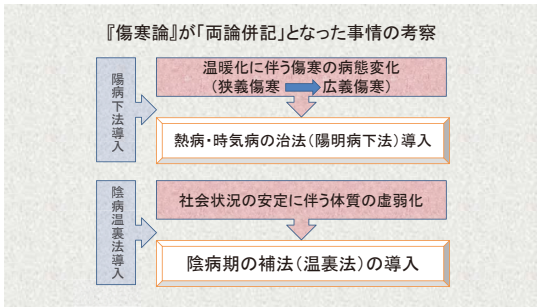 『傷寒論』が「両論併記」となった事情の考察
陽病下法導入
温暖化に伴う傷寒の病態変化
(狭義傷寒 広義傷寒)
熱病・時気病の治法(陽明病下法)導入
陰病温裏法導入
社会状況の安定に伴う体質の虚弱化
陰病期の補法(温裏法)の導入